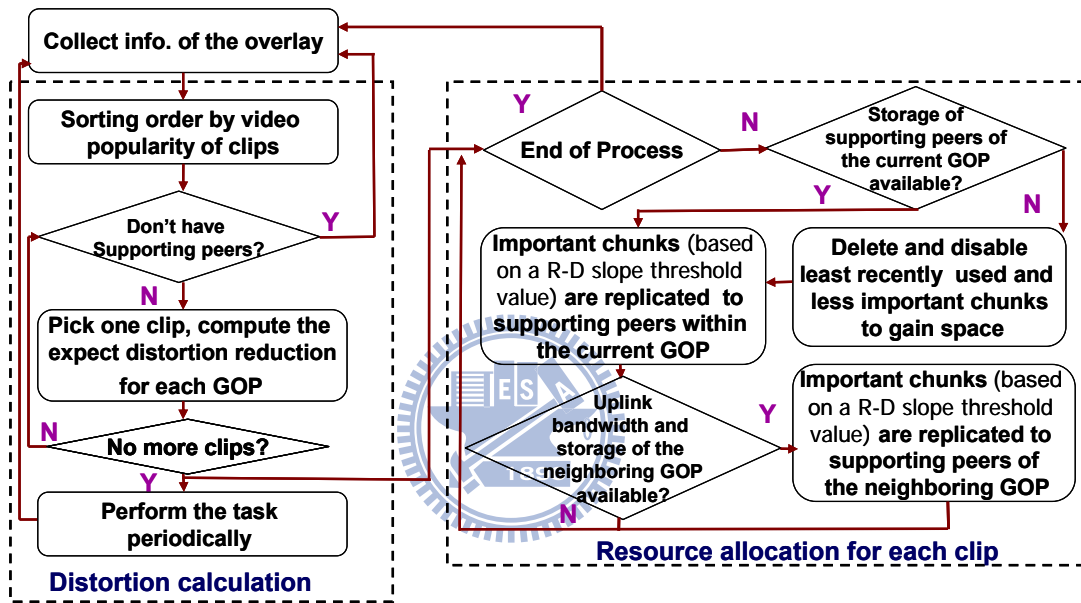 Collect info. of the overlay
Sorting order by video
popularity of clips
Don't have
Supporting peers?
Y
N
Pick one clip, compute the
expect distortion reduction
for each GOP
N
No more clips?
Y
Perform the task
periodically
Distortion calculation
Y
End of Process
N
Storage of
supporting peers of
the current GOP
available?
Y
N
Important chunks (based
on a R-D slope threshold
value) are replicated to
supporting peers within
the current GOP
Delete and disable
least recently used and
less important chunks
to gain space
Uplink
bandwidth and
storage of the
neighboring GOP
available?
Y
N
Important chunks (based
on a R-D slope threshold
value) are replicated to
supporting peers of
the neighboring GOP
Resource allocation for each clip
E S A